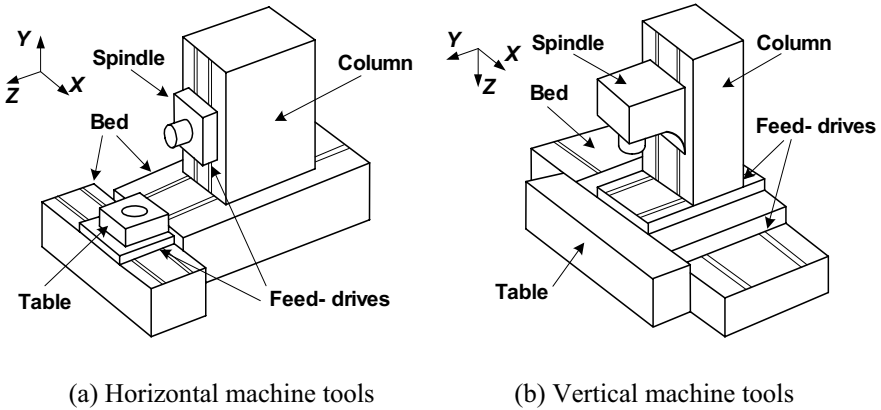 Y
Z
X
Spindle
Column
Bed
Table
Feed- drives
(a) Horizontal machine tools
Y
X
Z
Spindle
Column
Bed
Feed- drives
Table
(b) Vertical machine tools